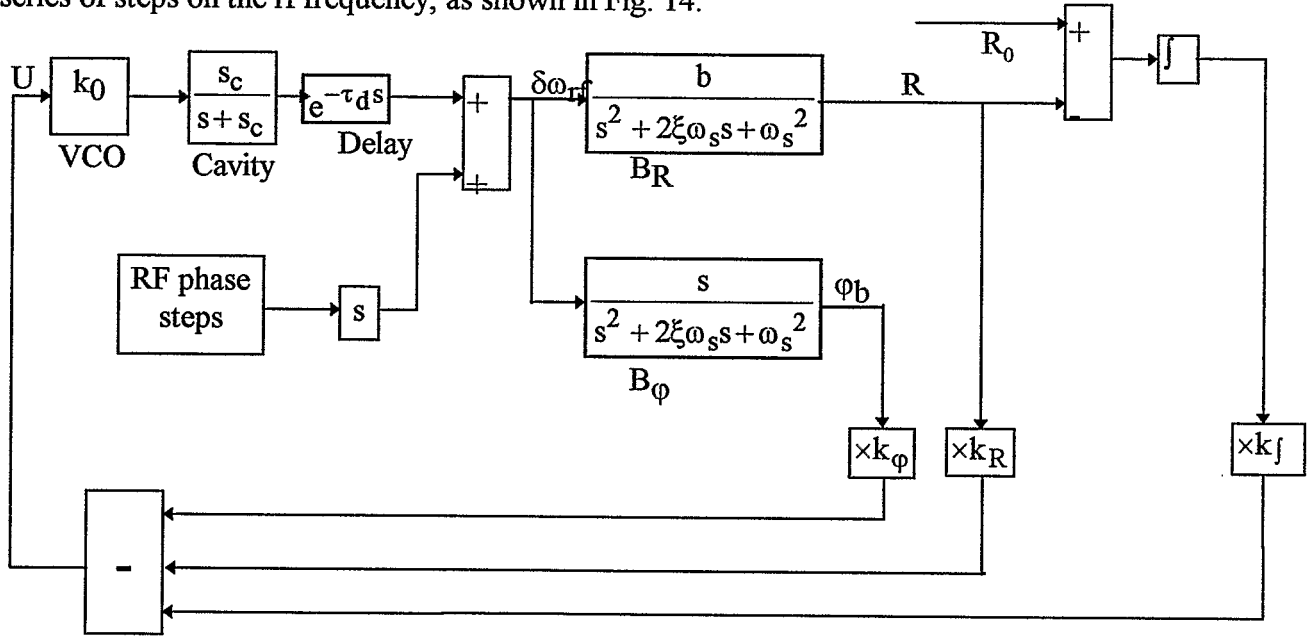 series of steps on the rf frequency, as shown in Fig. 14.
U
k0
VCO
sc
s+sc
Cavity
e−τds
Delay
+
+
δωrf
b
s2 + 2ξωss+ωs2
BR
R
R0
+
-
∫
RF phase
steps
s
s
s2 + 2ξωss+ωs2
Bφ
φb
×kφ
×kR
×k∫
-